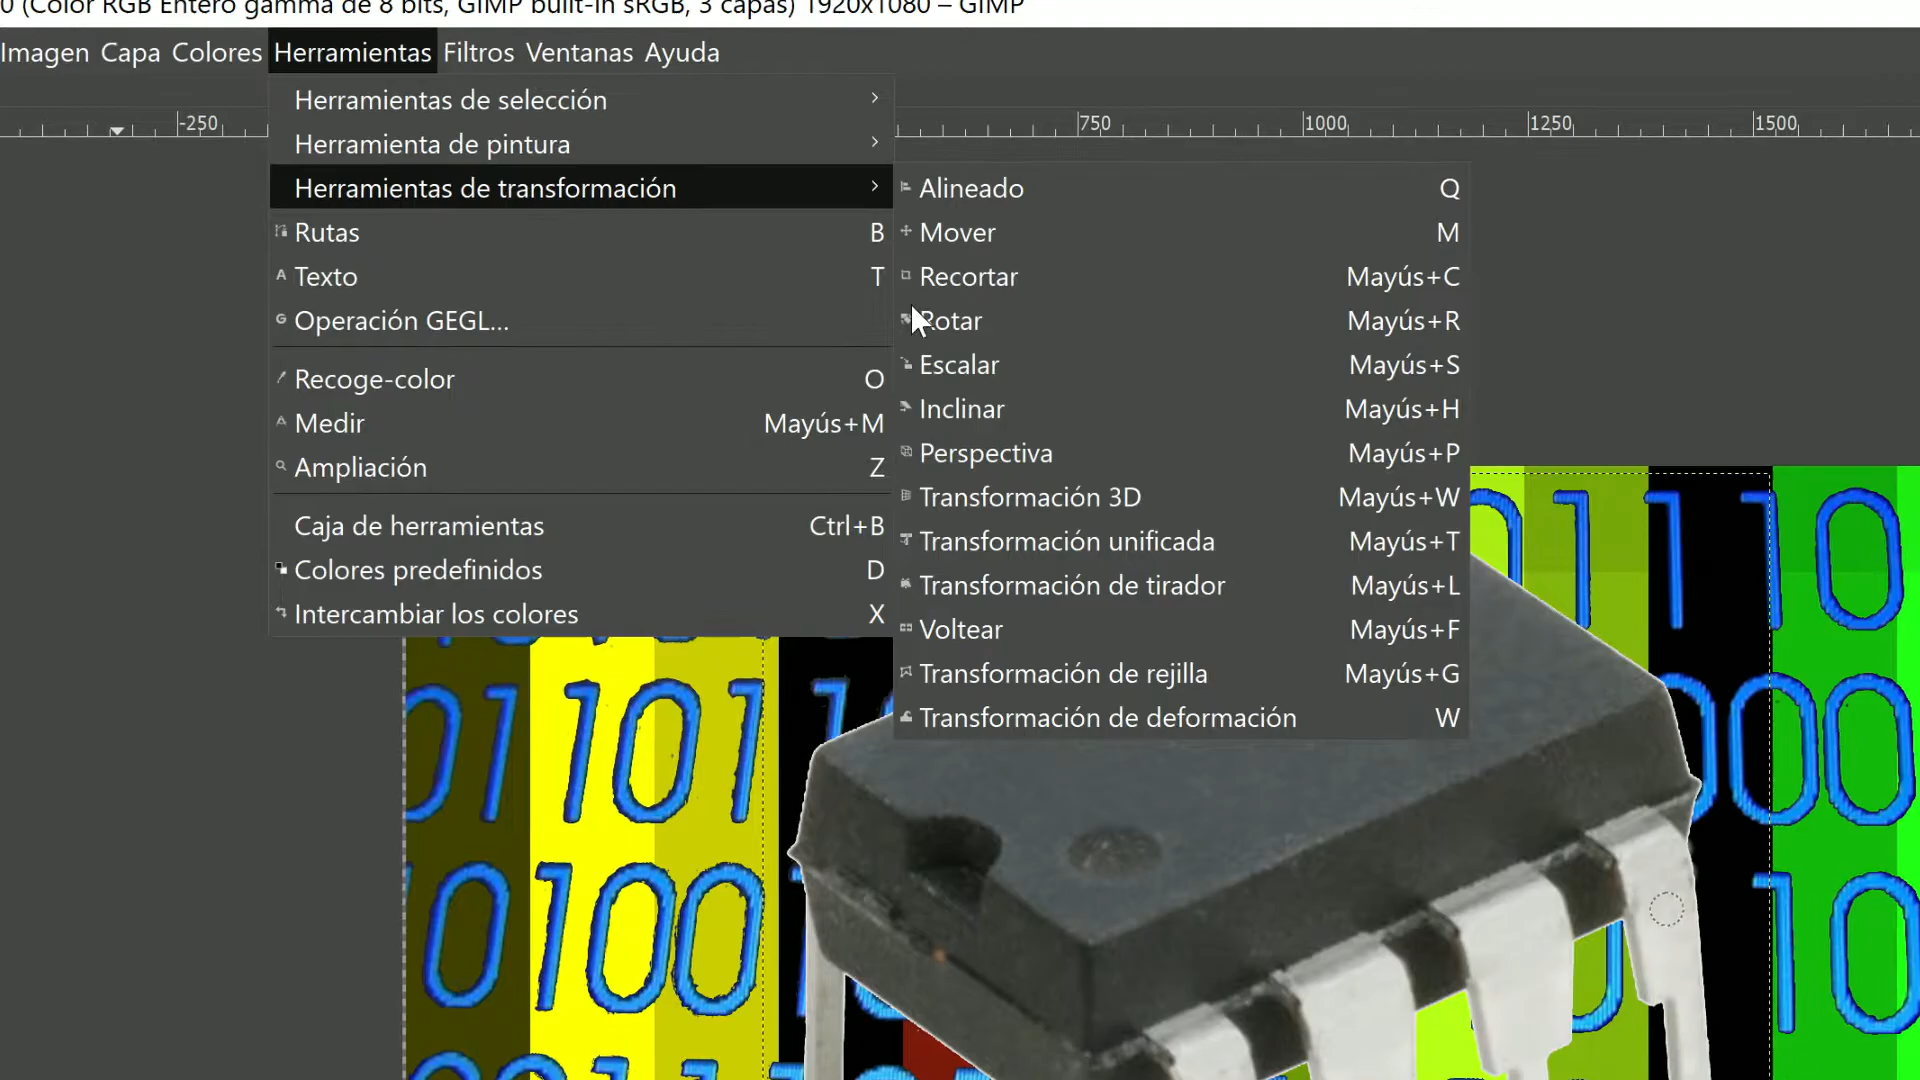 0 (Color RGB Entero gamma de 8 bits, GIMP built-in sRGB, 3 capas) 1920x1080 – GIMP
Imagen Capa Colores Herramientas Filtros Ventanas Ayuda
-250 750 1000 1250 1500
Herramientas de selección
Herramienta de pintura
Herramientas de transformación
Rutas B
Texto T
Operación GEGL...
Recoge-color O
Medir Mayús+M
Ampliación Z
Caja de herramientas Ctrl+B
Colores predefinidos D
Intercambiar los colores X
Alineado Q
Mover M
Recortar Mayús+C
Rotar Mayús+R
Escalar Mayús+S
Inclinar Mayús+H
Perspectiva Mayús+P
Transformación 3D Mayús+W
Transformación unificada Mayús+T
Transformación de tirador Mayús+L
Voltear Mayús+F
Transformación de rejilla Mayús+G
Transformación de deformación W
01101
100
10